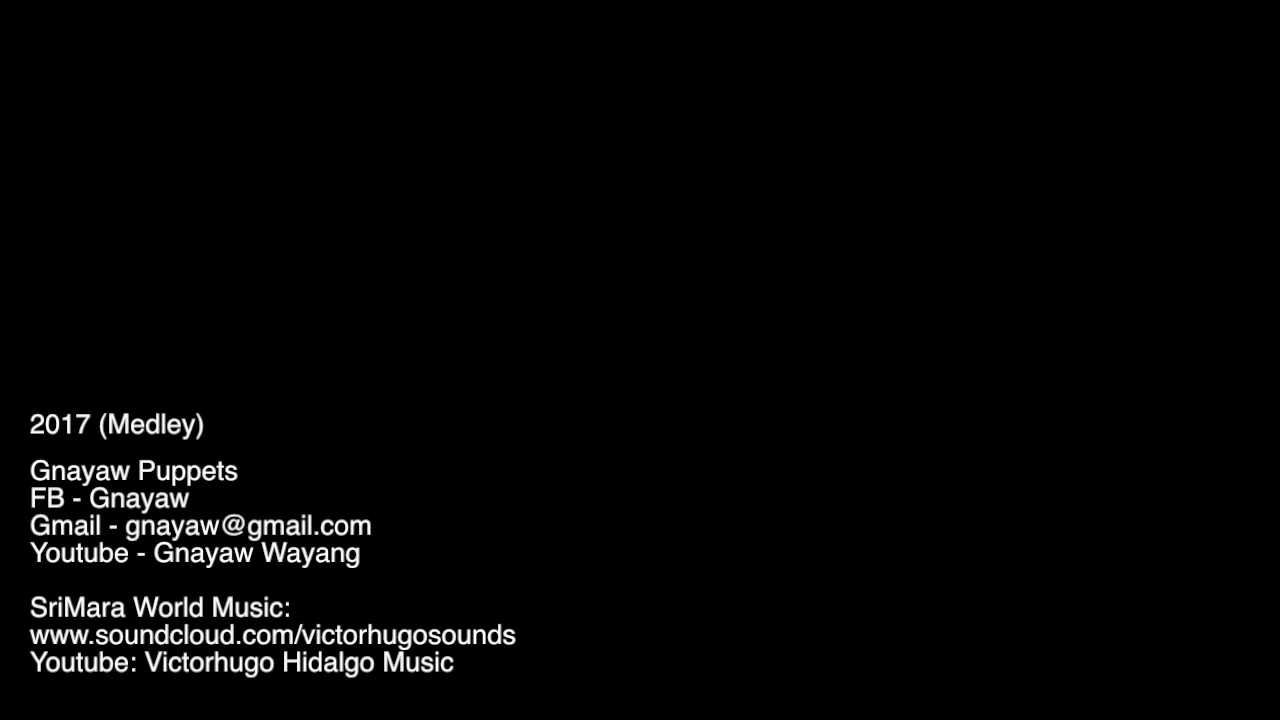 2017 (Medley)
Gnayaw Puppets
FB - Gnayaw
Gmail - gnayaw@gmail.com
Youtube - Gnayaw Wayang
SriMara World Music:
www.soundcloud.com/victorhugosounds
Youtube: Victorhugo Hidalgo Music